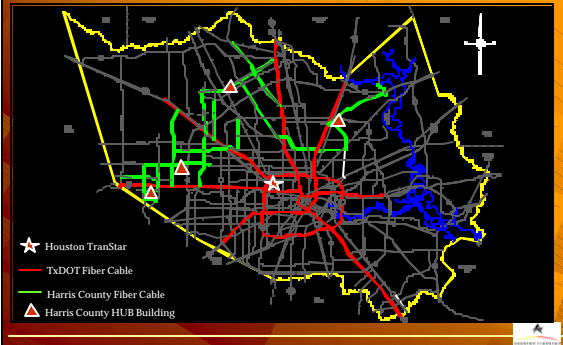 Houston TranStar
TxDOT Fiber Cable
Harris County Fiber Cable
Harris County HUB Building